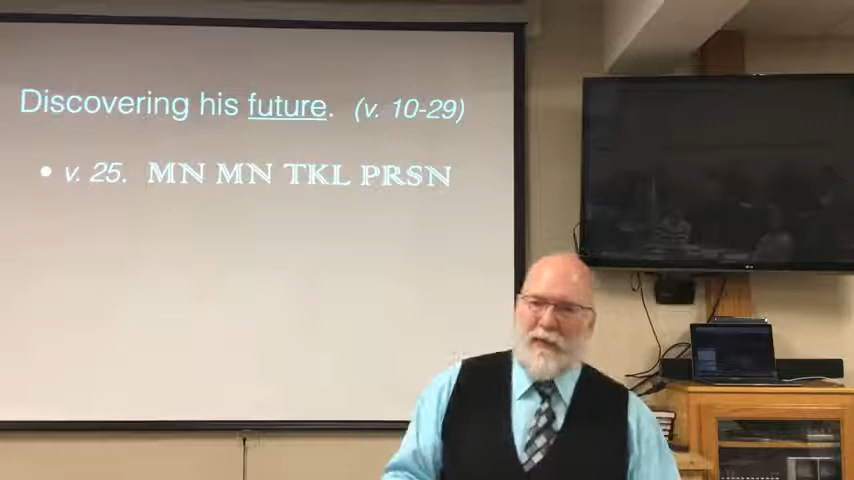 Discovering his future. (v. 10-29)
• v. 25. MN MN TKL PRSN